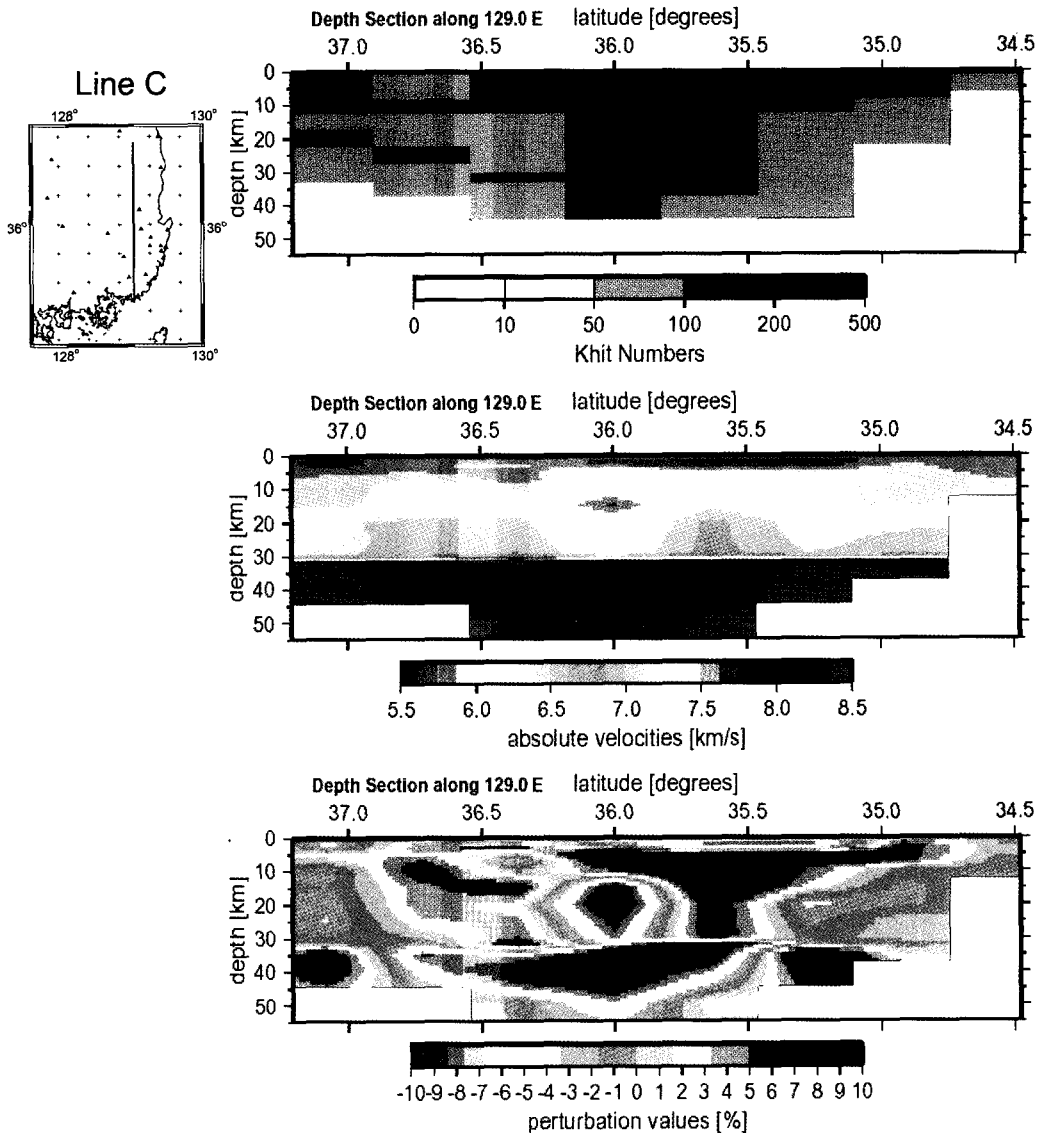 Depth Section along 129.0 E latitude [degrees]
37.0 36.5 36.0 35.5 35.0 34.5
Line C
128° 130°
36° 36°
128° 130°
depth [km]
0
10
20
30
40
50
0 10 50 100 200 500
Khit Numbers
Depth Section along 129.0 E latitude [degrees]
37.0 36.5 36.0 35.5 35.0 34.5
depth [km]
0
10
20
30
40
50
5.5 6.0 6.5 7.0 7.5 8.0 8.5
absolute velocities [km/s]
Depth Section along 129.0 E latitude [degrees]
37.0 36.5 36.0 35.5 35.0 34.5
depth [km]
0
10
20
30
40
50
-10 -9 -8 -7 -6 -5 -4 -3 -2 -1 0 1 2 3 4 5 6 7 8 9 10
perturbation values [%]